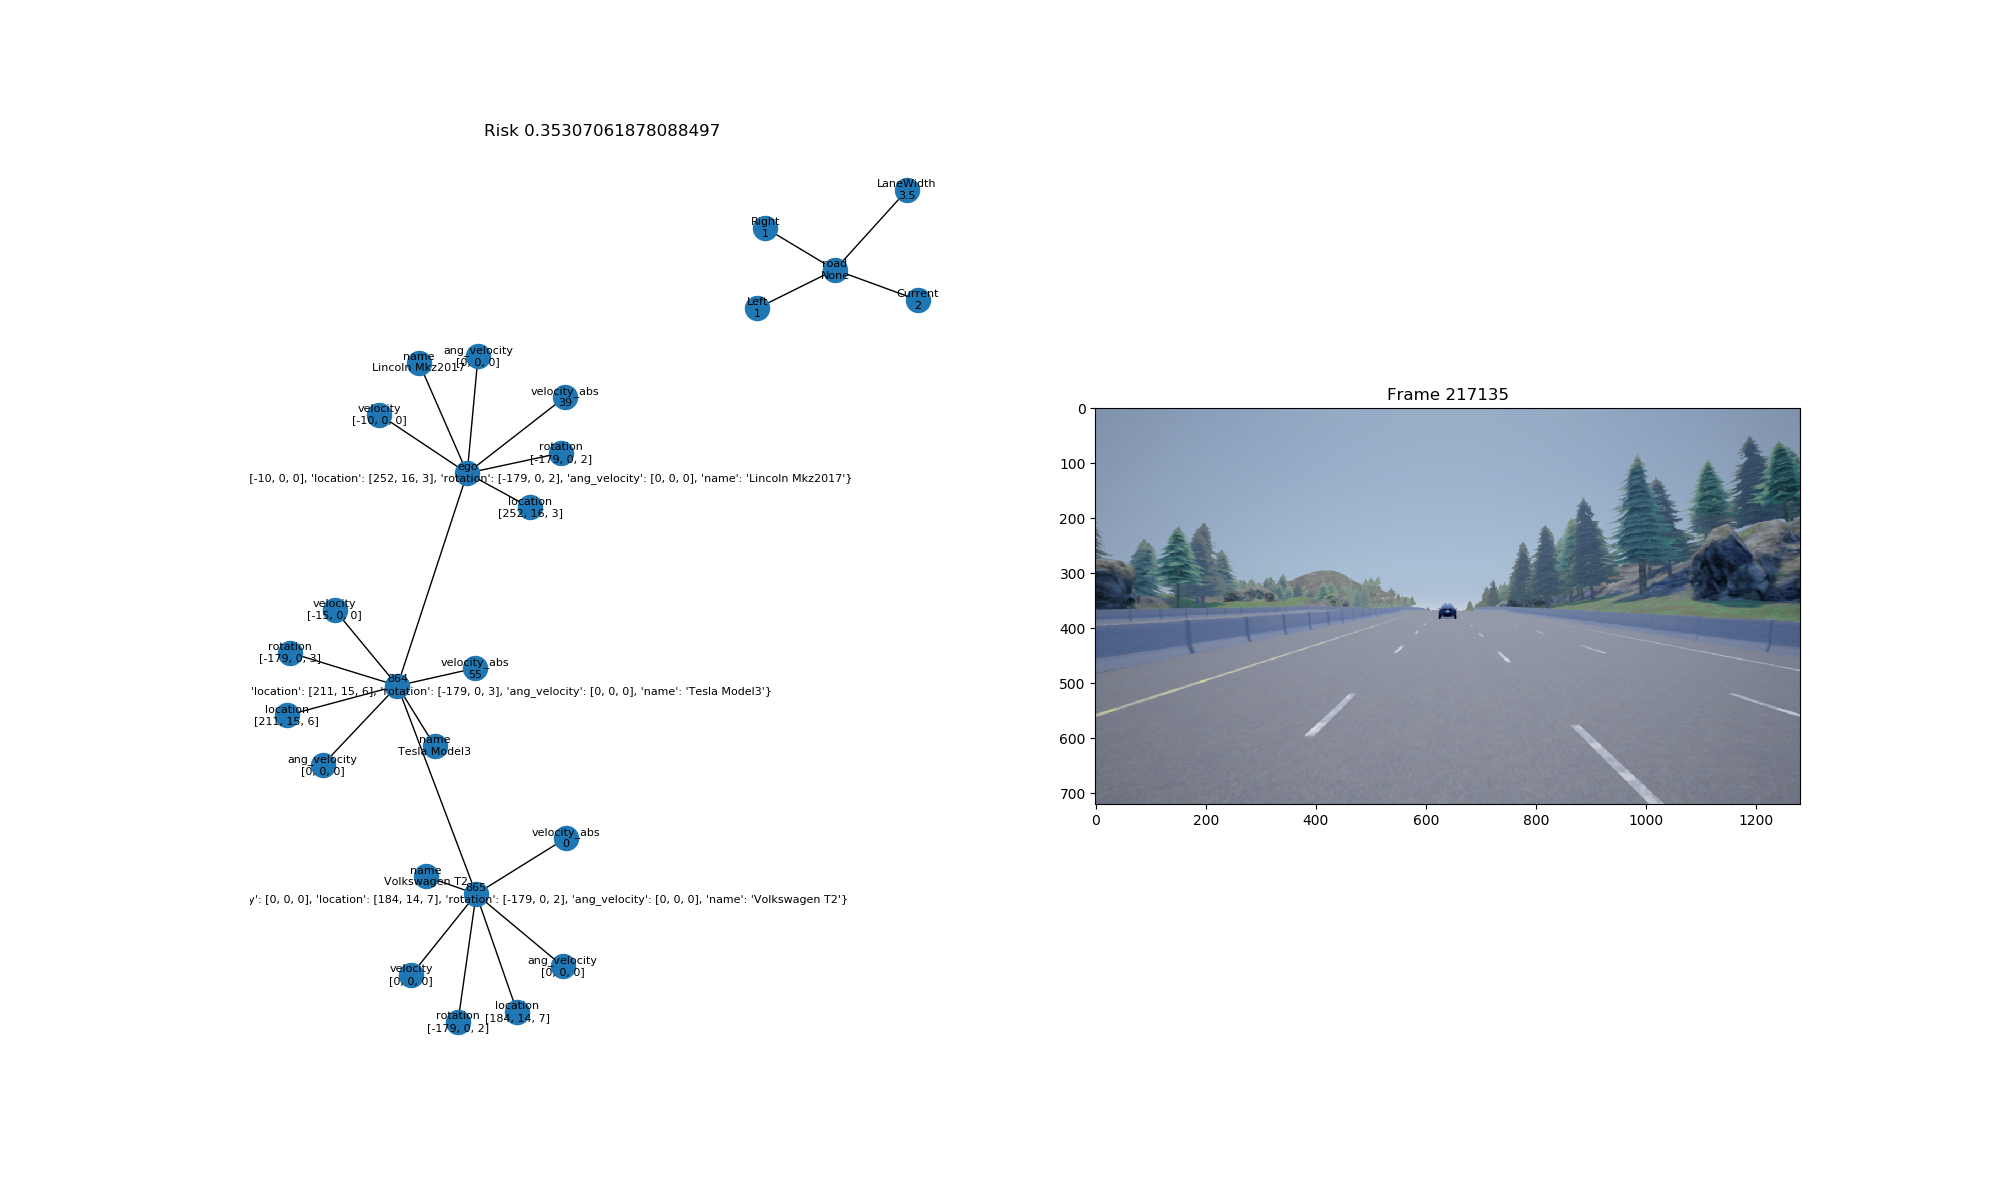 Risk 0.35307061878088497
LaneWidth
3.5
Right
1
road
None
Current
2
Left
1
name
Lincoln Mkz2017
ang_velocity
[0, 0, 0]
velocity_abs
39
velocity
[-10, 0, 0]
rotation
[-179, 0, 2]
ego
[-10, 0, 0], 'location': [252, 16, 3], 'rotation': [-179, 0, 2], 'ang_velocity': [0, 0, 0], 'name': 'Lincoln Mkz2017'}
location
[252, 16, 3]
velocity
[-15, 0, 0]
rotation
[-179, 0, 3]
velocity_abs
55
864
'location': [211, 15, 6], 'rotation': [-179, 0, 3], 'ang_velocity': [0, 0, 0], 'name': 'Tesla Model3'}
location
[211, 15, 6]
name
Tesla Model3
ang_velocity
[0, 0, 0]
velocity_abs
0
name
Volkswagen T2
865
y': [0, 0, 0], 'location': [184, 14, 7], 'rotation': [-179, 0, 2], 'ang_velocity': [0, 0, 0], 'name': 'Volkswagen T2'}
ang_velocity
[0, 0, 0]
velocity
[0, 0, 0]
location
[184, 14, 7]
rotation
[-179, 0, 2]
Frame 217135
0
100
200
300
400
500
600
700
0 200 400 600 800 1000 1200